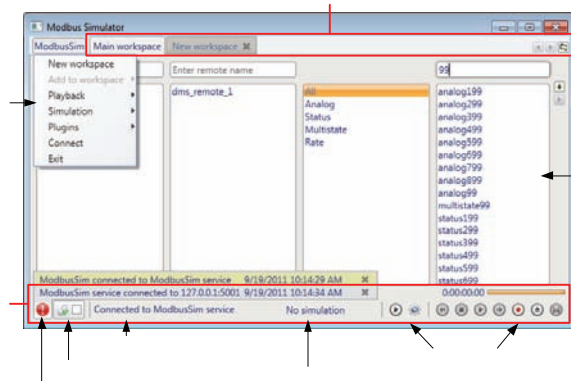 Modbus Simulator
ModbusSim Main workspace New workspace
New workspace
Add to workspace
Playback
Simulation
Plugins
Connect
Exit
Enter remote name
99
dms_remote_1
All
Analog
Status
Multistate
Rate
analog199
analog299
analog399
analog499
analog599
analog699
analog799
analog899
analog99
multistate99
status199
status299
status399
status499
status599
status699
ModbusSim connected to ModbusSim service 9/19/2011 10:14:29 AM
ModbusSim service connected to 127.0.0.1:5001 9/19/2011 10:14:34 AM
0:00:00:00
Connected to ModbusSim service
No simulation